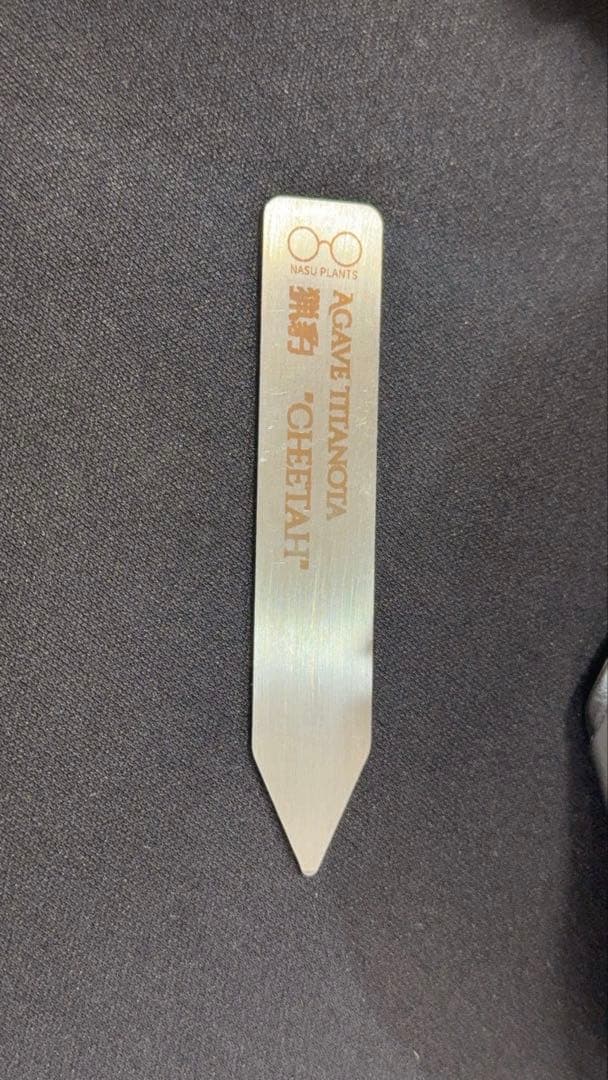 NASU PLANTS
AGAVE TITANOTA
猟豹 "CHEETAH"